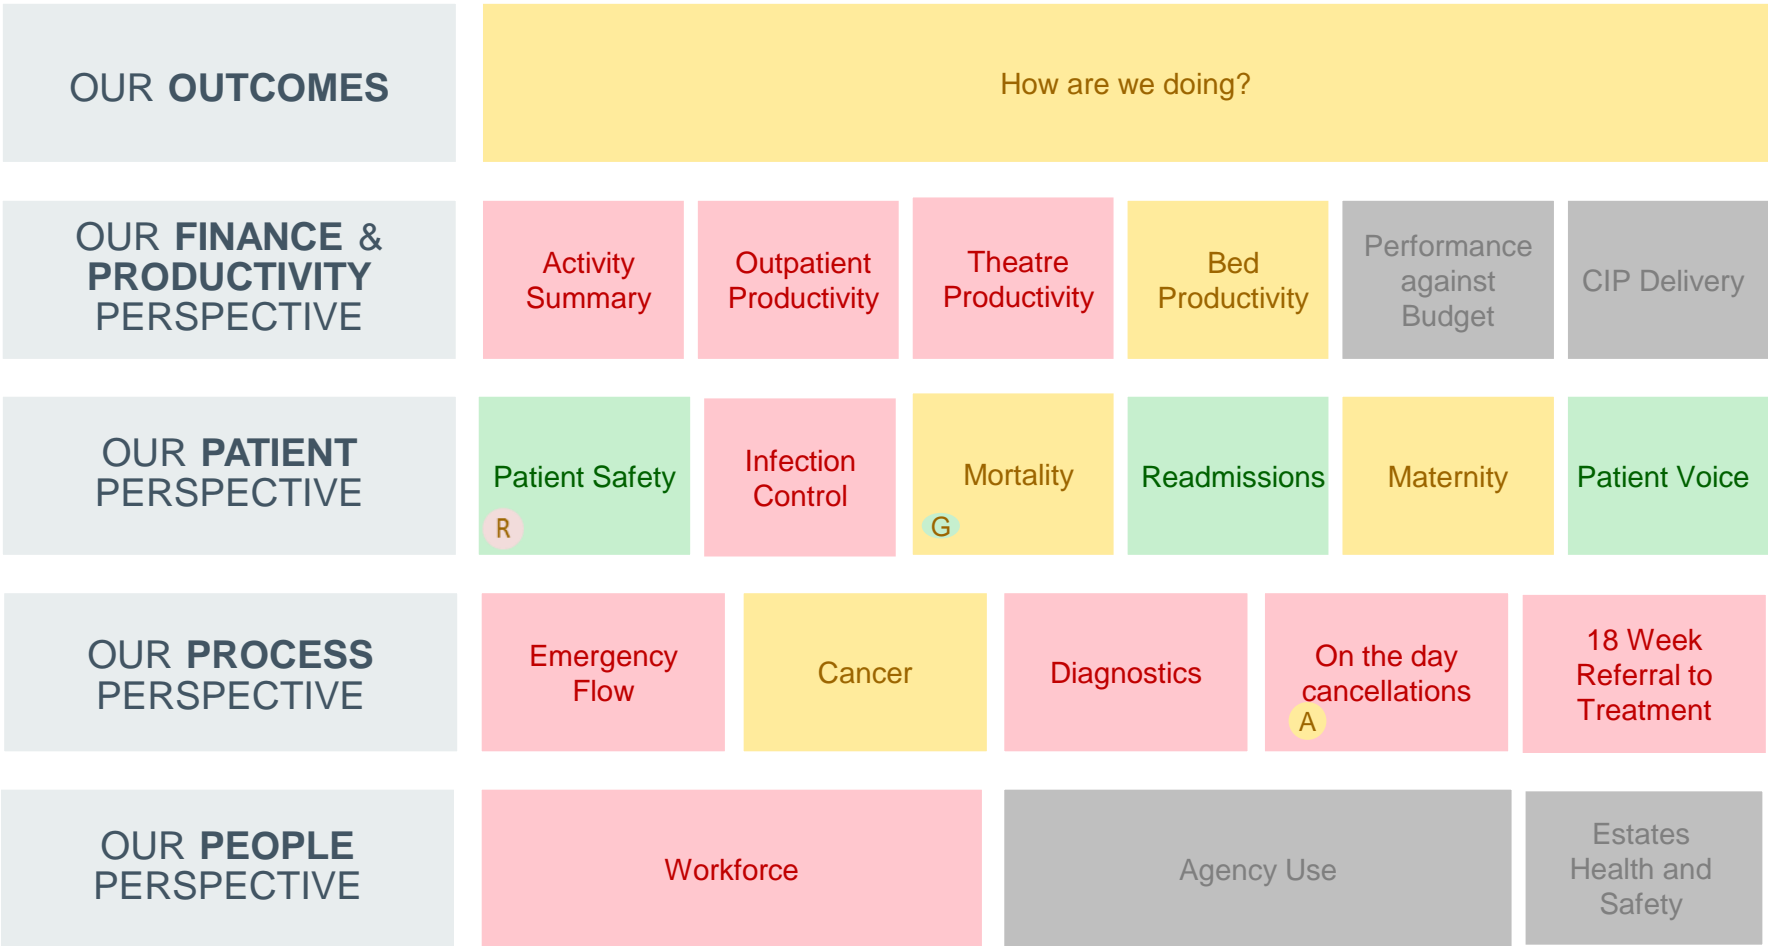 OUR OUTCOMES
How are we doing?
OUR FINANCE &
PRODUCTIVITY
PERSPECTIVE
Activity
Summary
Outpatient
Productivity
Theatre
Productivity
Bed
Productivity
Performance
against
Budget
CIP Delivery
OUR PATIENT
PERSPECTIVE
Patient Safety
R
Infection
Control
Mortality
G
Readmissions
Maternity
Patient Voice
OUR PROCESS
PERSPECTIVE
Emergency
Flow
Cancer
Diagnostics
On the day
cancellations
A
18 Week
Referral to
Treatment
OUR PEOPLE
PERSPECTIVE
Workforce
Agency Use
Estates
Health and
Safety